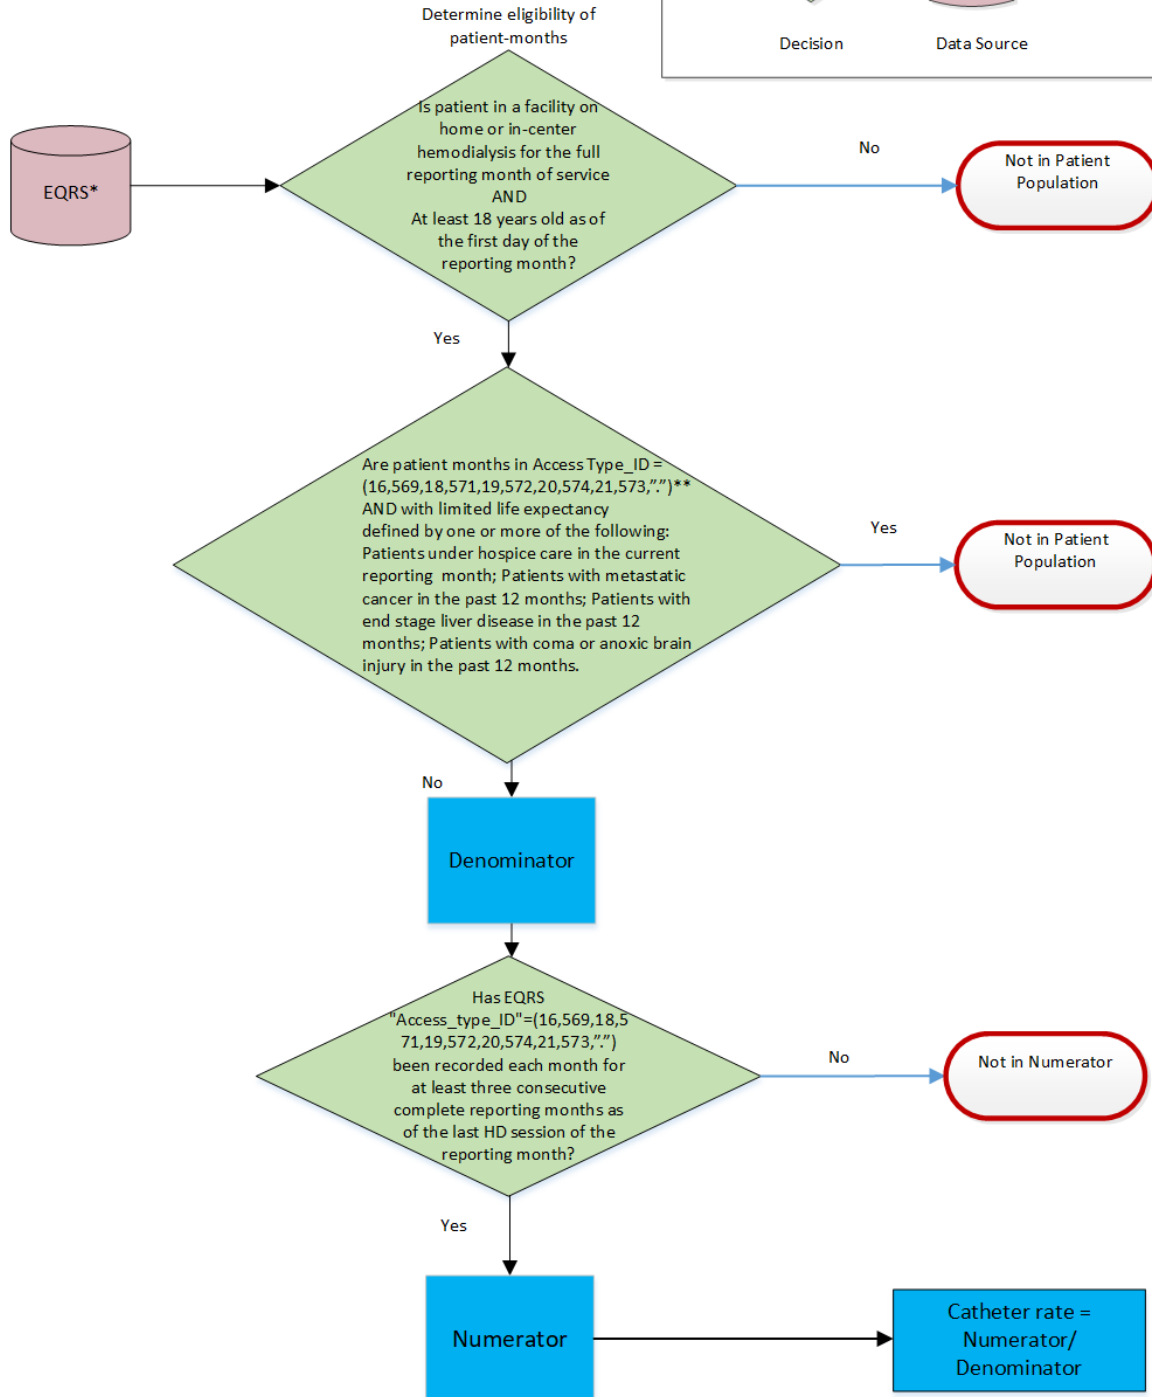 Determine eligibility of
patient-months
Decision
Data Source
EQRS*
Is patient in a facility on
home or in-center
hemodialysis for the full
reporting month of service
AND
At least 18 years old as of
the first day of the
reporting month?
No
Not in Patient
Population
Yes
Are patient months in Access Type_ID =
(16,569,18,571,19,572,20,574,21,573,”.”)**
AND with limited life expectancy
defined by one or more of the following:
Patients under hospice care in the current
reporting month; Patients with metastatic
cancer in the past 12 months; Patients with
end stage liver disease in the past 12
months; Patients with coma or anoxic brain
injury in the past 12 months.
Yes
Not in Patient
Population
No
Denominator
Has EQRS
"Access_type_ID"=(16,569,18,5
71,19,572,20,574,21,573,”.”)
been recorded each month for
at least three consecutive
complete reporting months as
of the last HD session of the
reporting month?
No
Not in Numerator
Yes
Numerator
Catheter rate =
Numerator/
Denominator